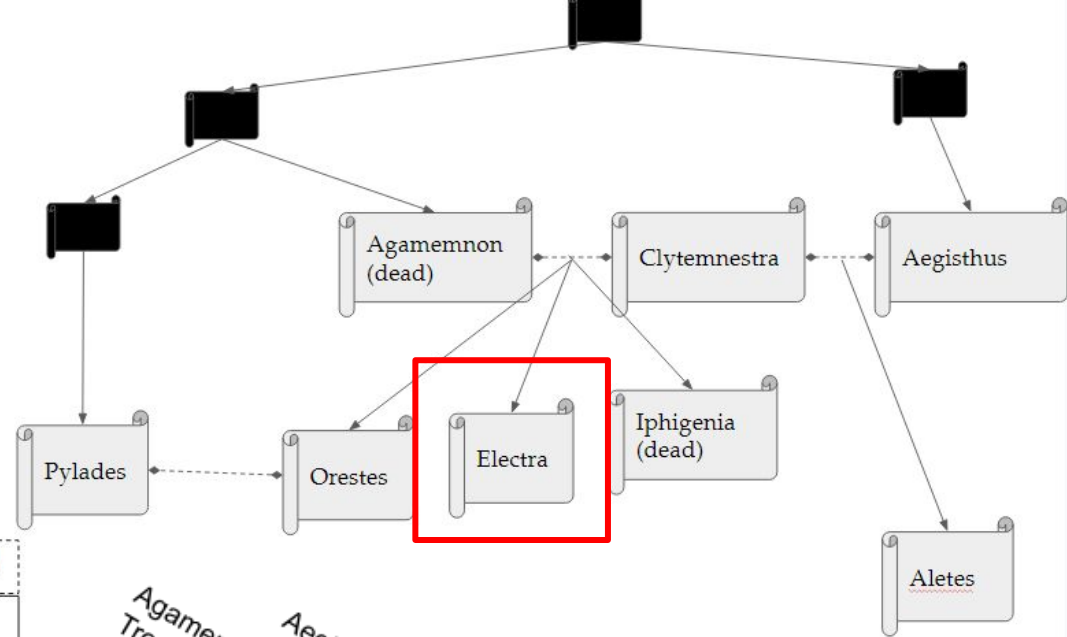 Agamemnon
(dead)
Clytemnestra
Aegisthus
Pylades
Orestes
Electra
Iphigenia
(dead)
Aletes